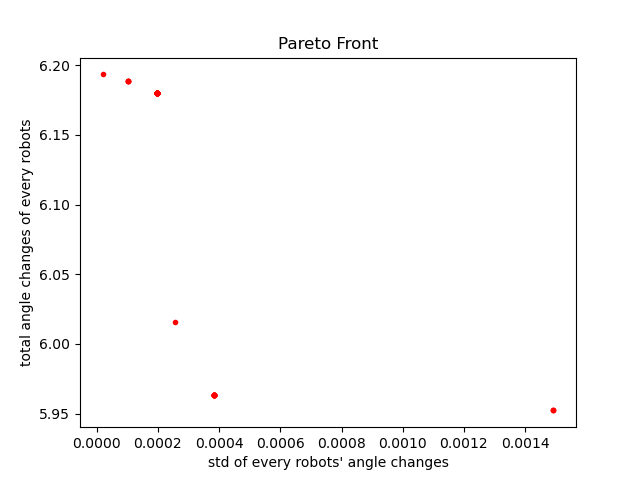 Pareto Front
total angle changes of every robots
6.20
6.15
6.10
6.05
6.00
5.95
0.0000 0.0002 0.0004 0.0006 0.0008 0.0010 0.0012 0.0014
std of every robots' angle changes